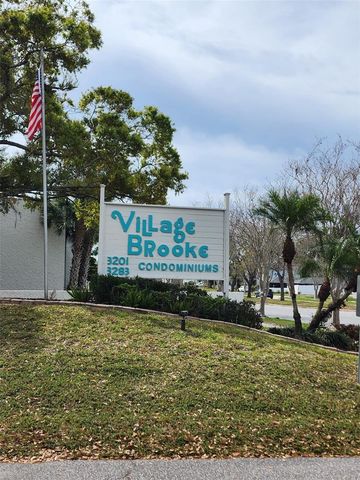 Village
Brooke
3201
3283 CONDOMINIUMS